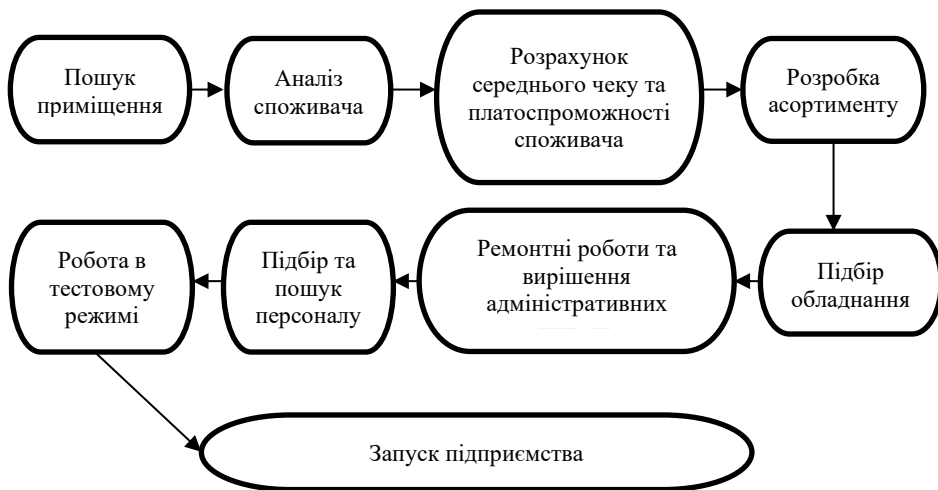 Пошук
приміщення
Аналіз
споживача
Розрахунок
середнього чеку та
платоспроможності
споживача
Розробка
асортименту
Підбір
обладнання
Ремонтні роботи та
вирішення
адміністративних
Підбір та
пошук
персоналу
Робота в
тестовому
режимі
Запуск підприємства